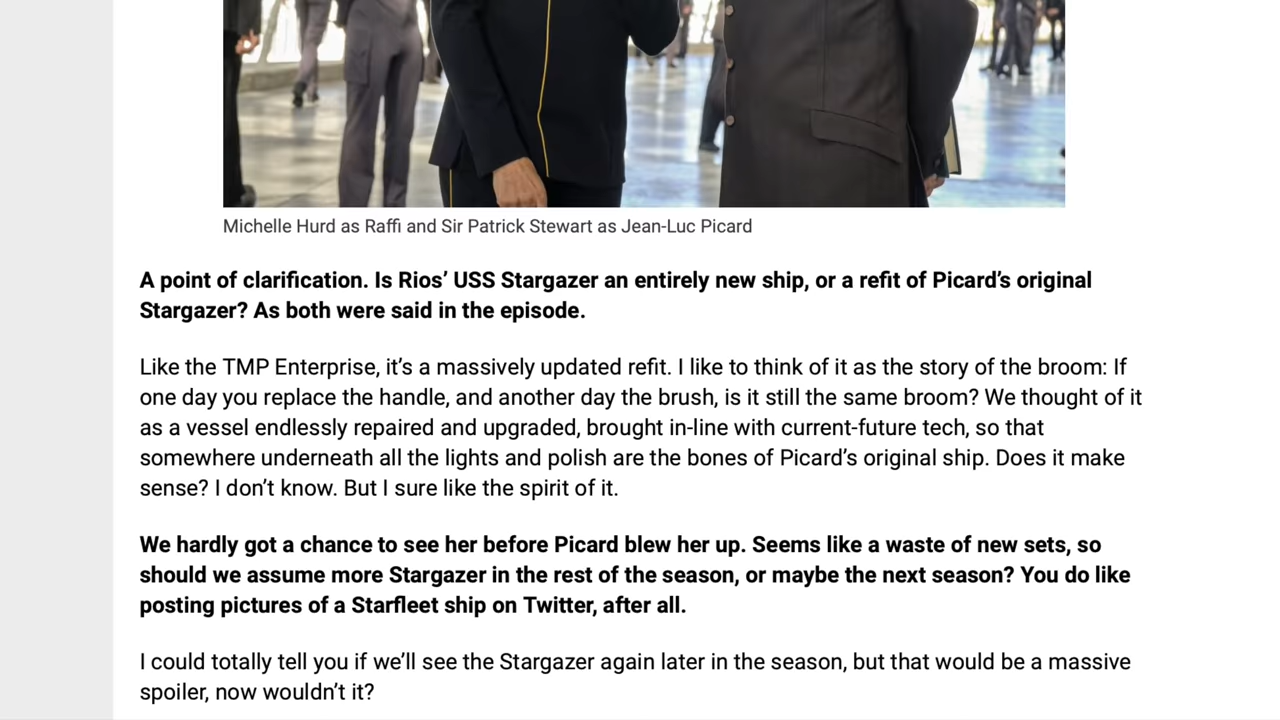 Michelle Hurd as Raffi and Sir Patrick Stewart as Jean-Luc Picard
A point of clarification. Is Rios’ USS Stargazer an entirely new ship, or a refit of Picard’s original
Stargazer? As both were said in the episode.
Like the TMP Enterprise, it’s a massively updated refit. I like to think of it as the story of the broom: If
one day you replace the handle, and another day the brush, is it still the same broom? We thought of it
as a vessel endlessly repaired and upgraded, brought in-line with current-future tech, so that
somewhere underneath all the lights and polish are the bones of Picard’s original ship. Does it make
sense? I don’t know. But I sure like the spirit of it.
We hardly got a chance to see her before Picard blew her up. Seems like a waste of new sets, so
should we assume more Stargazer in the rest of the season, or maybe the next season? You do like
posting pictures of a Starfleet ship on Twitter, after all.
I could totally tell you if we’ll see the Stargazer again later in the season, but that would be a massive
spoiler, now wouldn’t it?